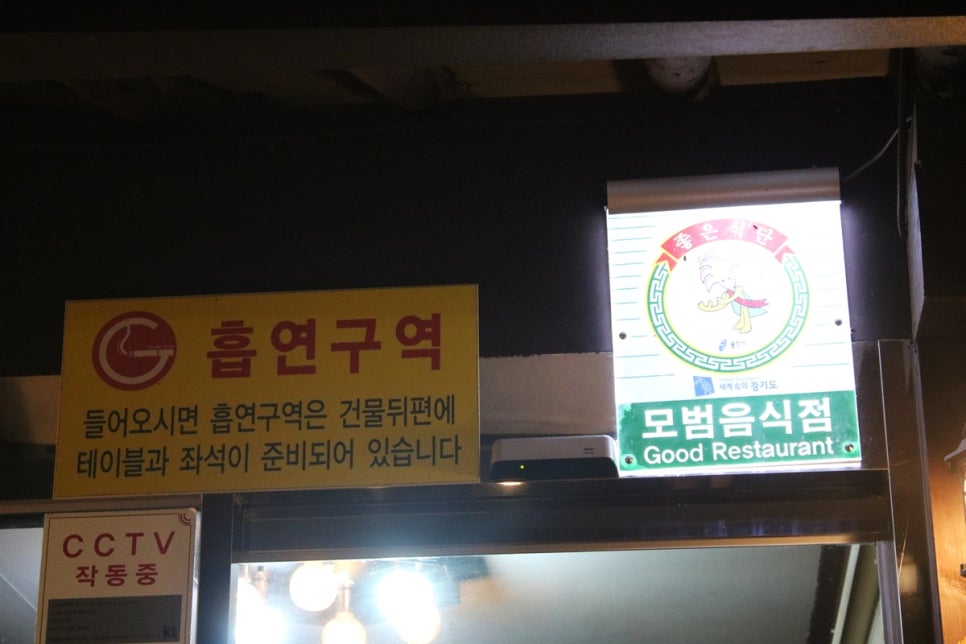 흡연구역
들어오시면 흡연구역은 건물뒤편에
테이블과 좌석이 준비되어 있습니다
좋은식단
세계 속의 경기도
모범음식점
Good Restaurant
CCTV
작동중
kt